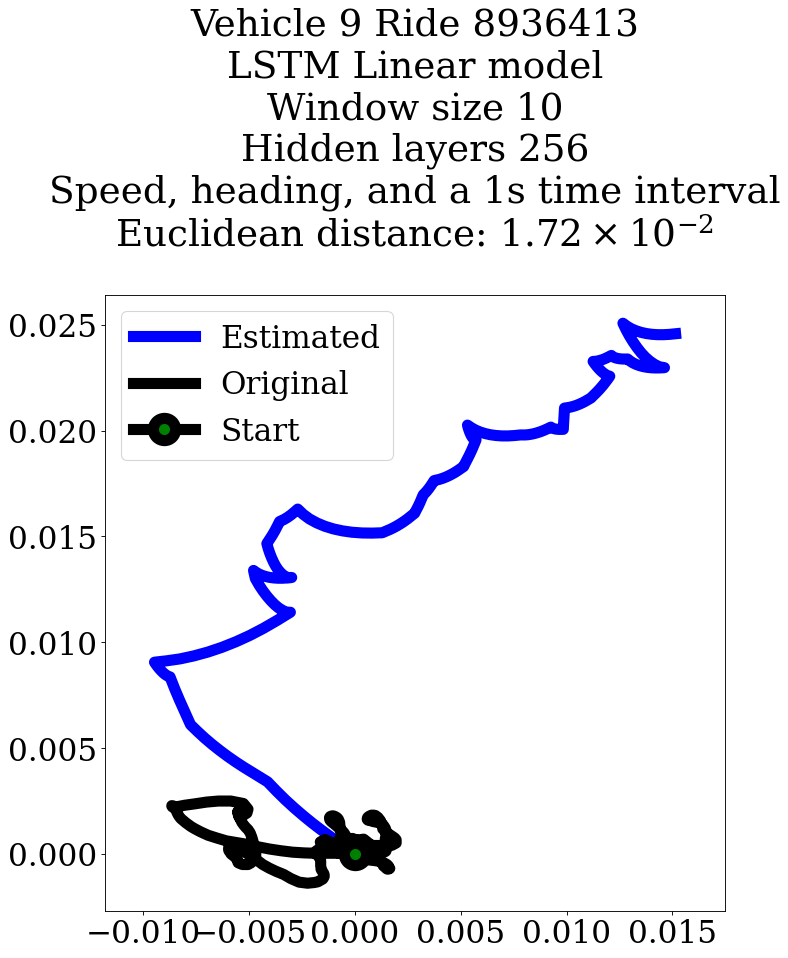 Vehicle 9 Ride 8936413
LSTM Linear model
Window size 10
Hidden layers 256
Speed, heading, and a 1s time interval
Euclidean distance: 1.72 × 10⁻²
Estimated
Original
Start
0.025
0.020
0.015
0.010
0.005
0.000
−0.010 −0.005 0.000 0.005 0.010 0.015